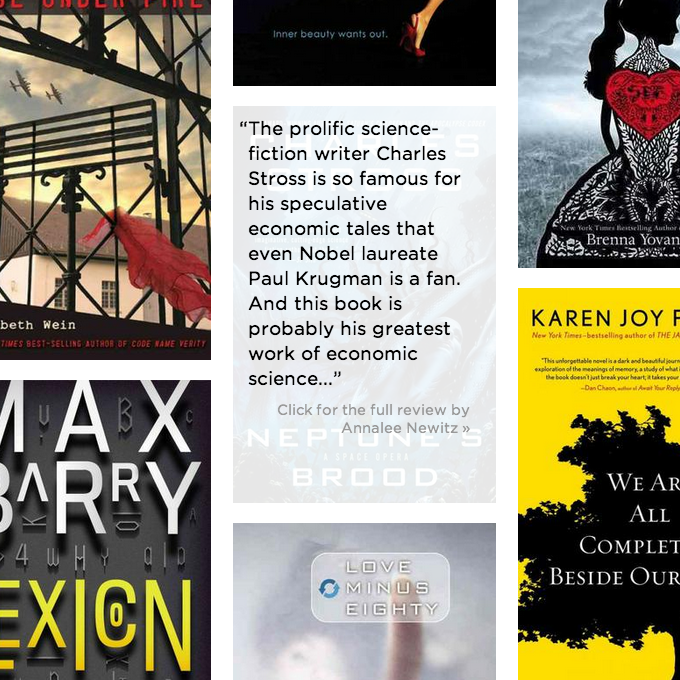 Inner beauty wants out.
"The prolific science-
fiction writer Charles
Stross is so famous for
his speculative
economic tales that
even Nobel laureate
Paul Krugman is a fan.
And this book is
probably his greatest
work of economic
science..."
Click for the full review by
Annalee Newitz »
NEPTUNE'S
A SPACE OPERA
BROOD
LOVE
MINUS
EIGHTY
E UNDER FIRE
beth Wein
TIMES BEST-SELLING AUTHOR OF CODE NAME VERITY
MAX
BARRY
EXICN
New York Times Bestselling Author
Brenna Yovan
KAREN JOY F
New York Times–bestselling author of THE JA
"This unforgettable novel is a dark and beautiful journ
exploration of the meanings of memory, a study of what i
the book doesn't just break your heart; it takes your
—Dan Chaon, author of Await Your Reply
WE AR
ALL
COMPLET
BESIDE OUR